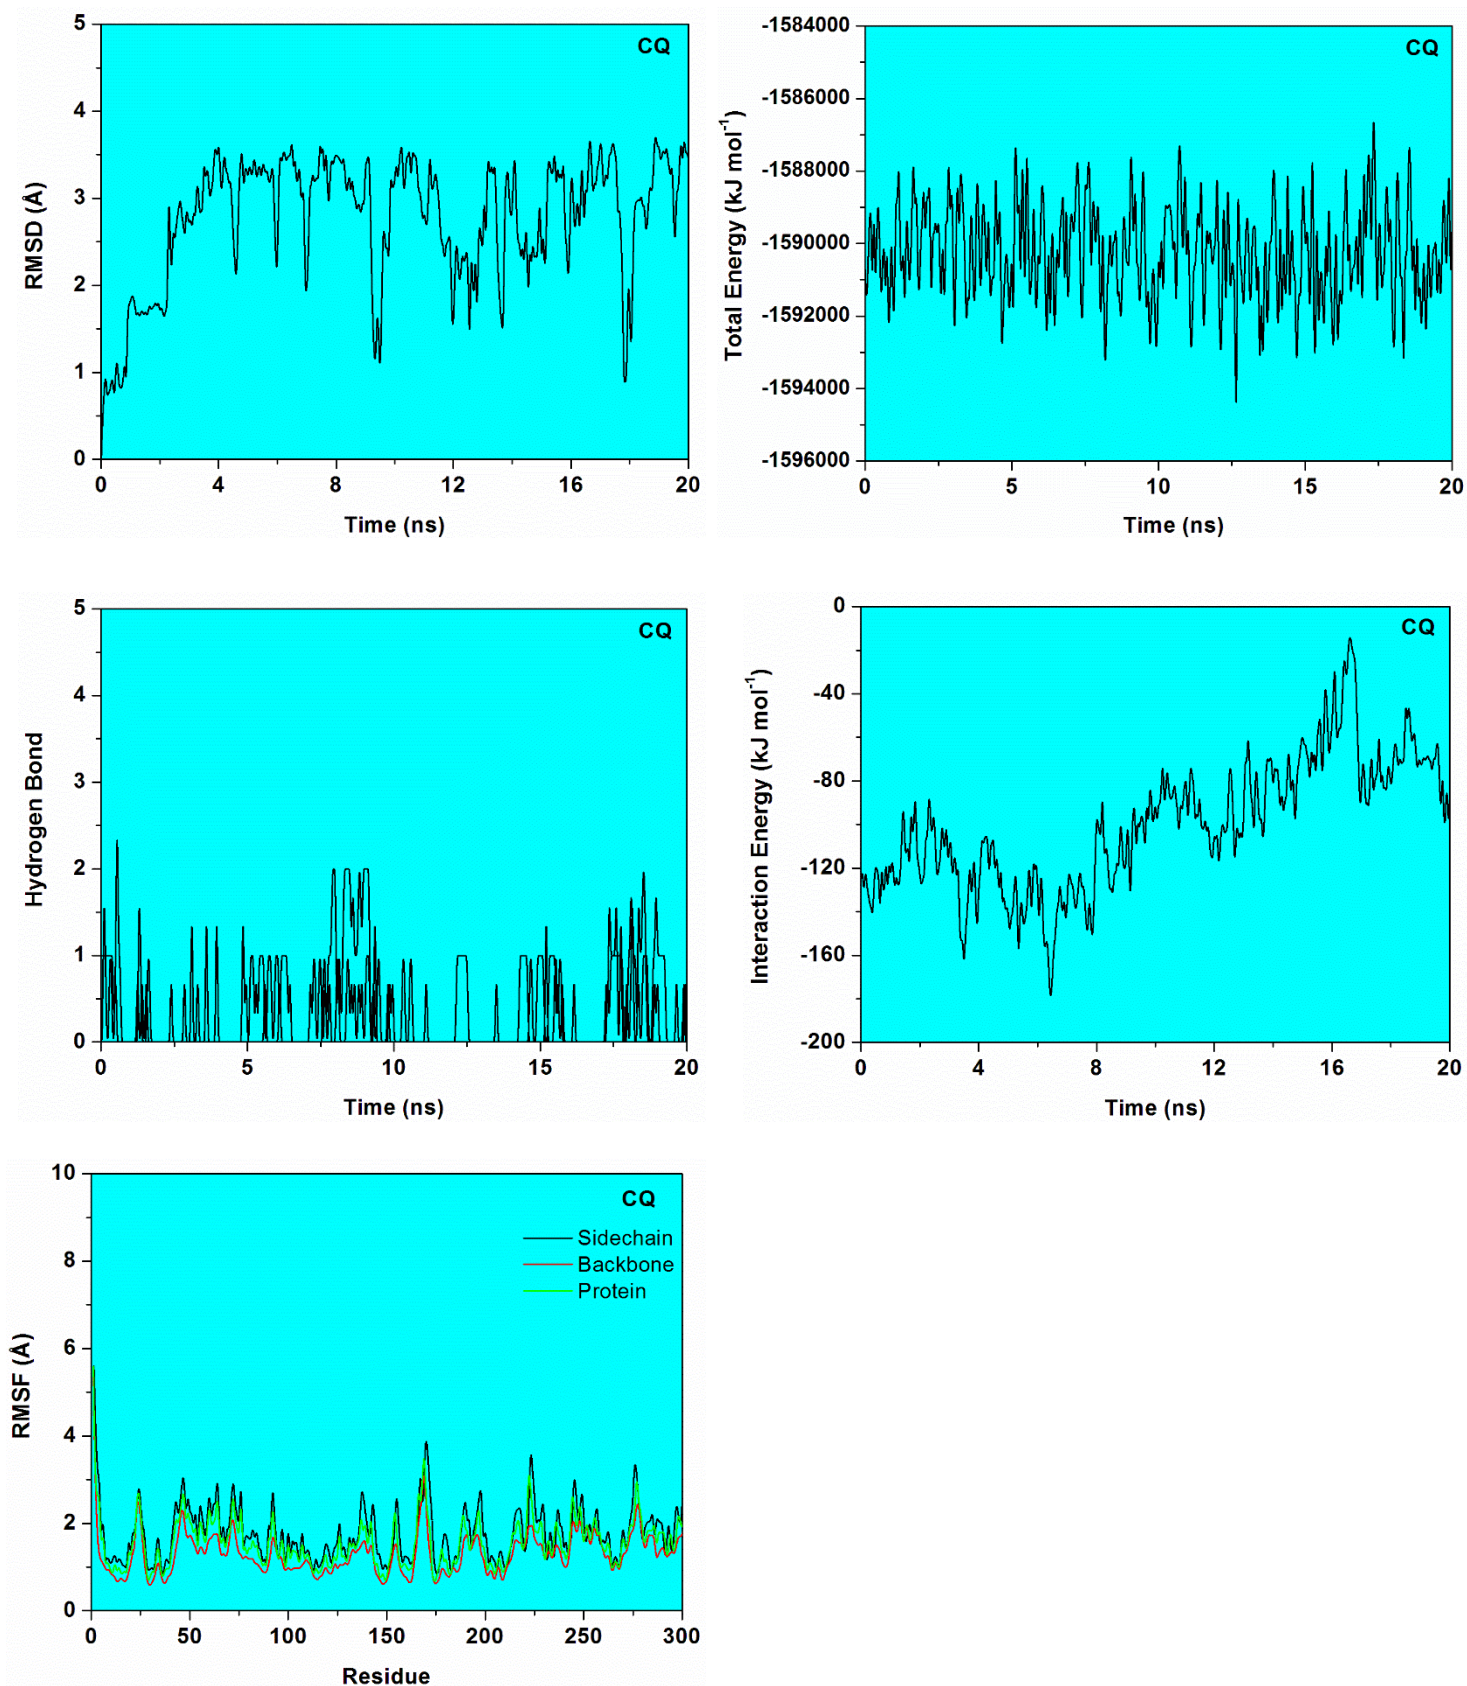 5
4
3
2
1
0
RMSD (Å)
CQ
0 4 8 12 16 20
Time (ns)
-1584000
-1586000
-1588000
-1590000
-1592000
-1594000
-1596000
Total Energy (kJ mol⁻¹)
CQ
0 5 10 15 20
Time (ns)
5
4
3
2
1
0
Hydrogen Bond
CQ
0 5 10 15 20
Time (ns)
0
-40
-80
-120
-160
-200
Interaction Energy (kJ mol⁻¹)
CQ
0 4 8 12 16 20
Time (ns)
10
8
6
4
2
0
RMSF (Å)
CQ
Sidechain
Backbone
Protein
0 50 100 150 200 250 300
Residue